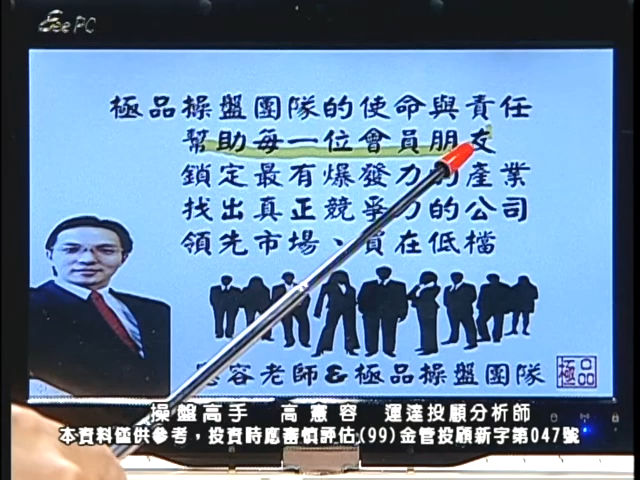 Eee PC
極品操盤團隊的使命與責任
幫助每一位會員朋友
鎖定最有爆發力的產業
找出真正競爭力的公司
領先市場、買在低檔
憲容老師&極品操盤團隊
極品
操盤高手 高憲容 運達投顧分析師
本資料僅供參考，投資時應審慎評估(99)金管投顧新字第047號